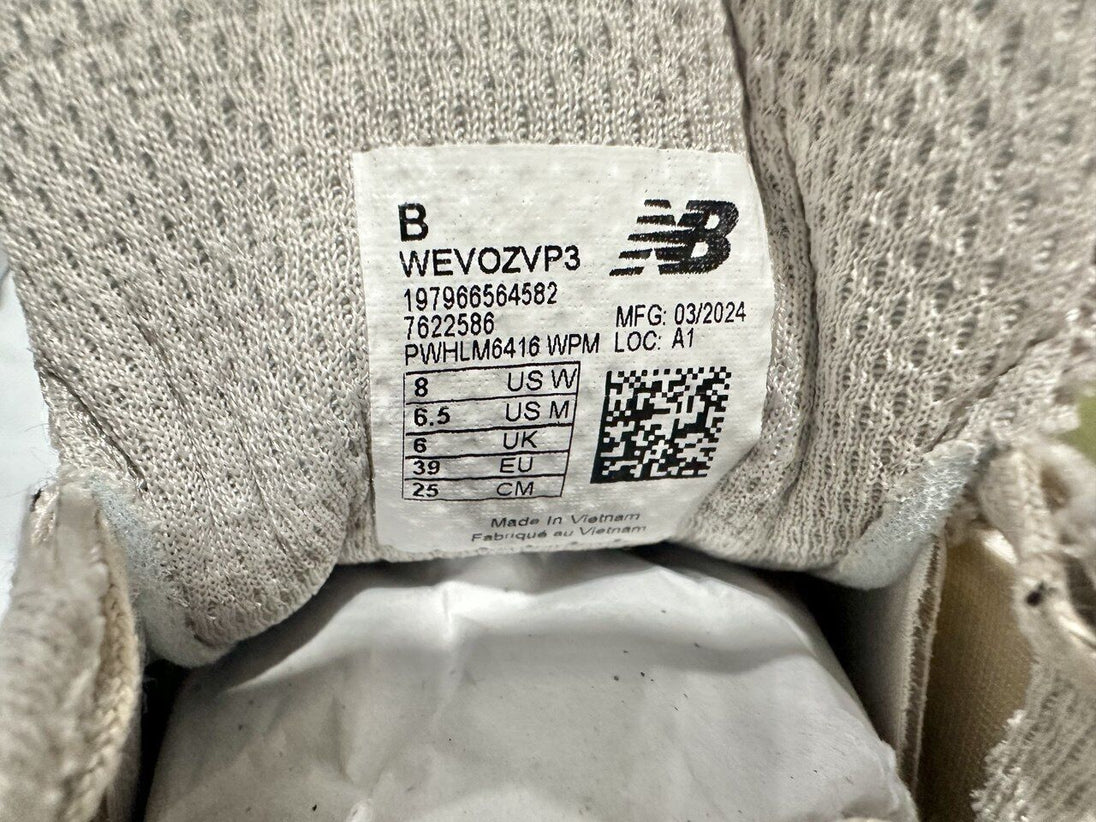 B
NB
WEVOZVP3
197966564582
7622586
MFG: 03/2024
PWHLM6416 WPM
LOC: A1
8 US W
6.5 US M
6 UK
39 EU
25 CM
Made In Vietnam
Fabriqué au Vietnam